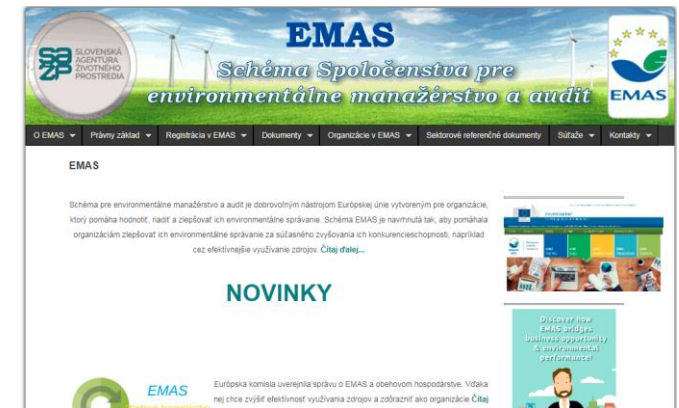 SLOVENSKÁ
AGENTÚRA
ŽIVOTNÉHO
PROSTREDIA
EMAS
Schéma Spoločenstva pre
environmentálne manažérstvo a audit
EMAS
O EMAS
Právny základ
Registrácia v EMAS
Dokumenty
Organizácie v EMAS
Sektorové referenčné dokumenty
Súťaže
Kontakty
EMAS
Schéma pre environmentálne manažérstvo a audit je dobrovoľným nástrojom Európskej únie vytvoreným pre organizácie,
ktorý pomáha hodnotiť, riadiť a zlepšovať ich environmentálne správanie. Schéma EMAS je navrhnutá tak, aby pomáhala
organizáciám zlepšovať ich environmentálne správanie za súčasného zvyšovania ich konkurencieschopnosti, napríklad
cez efektívnejšie využívanie zdrojov. Čítaj ďalej...
NOVINKY
Discover how
EMAS bridges
business opportunity
& environmental
performance!
EMAS
Európska komisia uverejnila správu o EMAS a obehovom hospodárstve. Vďaka
nej chce zvýšiť efektívnosť využívania zdrojov a zdôrazniť ako organizácie Čítaj